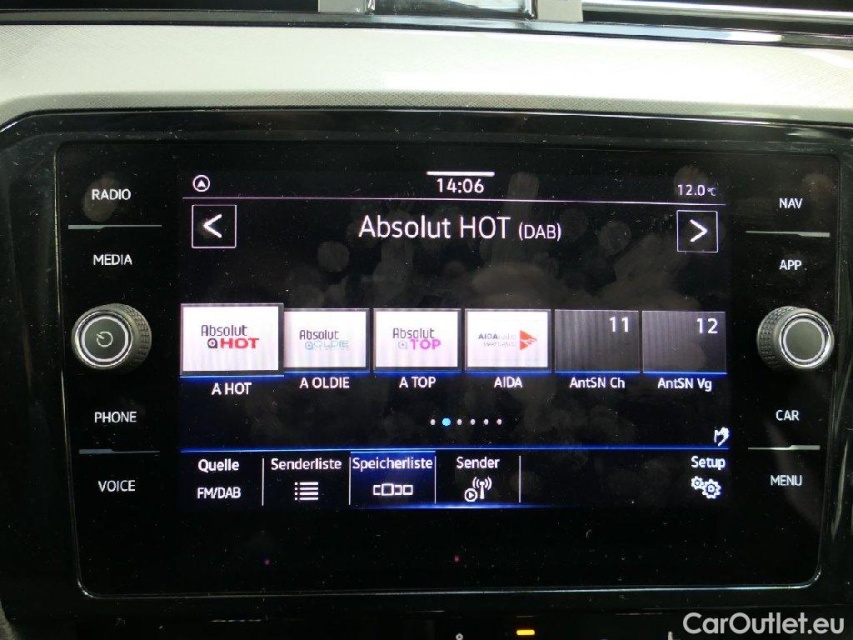 RADIO
MEDIA
PHONE
VOICE
14:06
12.0°C
< Absolut HOT (DAB) >
Absolut
HOT
Absolut
OLDIE
Absolut
TOP
AIDA
11
12
A HOT
A OLDIE
A TOP
AIDA
AntSN Ch
AntSN Vg
Quelle
FM/DAB
Senderliste
Speicherliste
Sender
Setup
NAV
APP
CAR
MENU
CarOutlet.eu